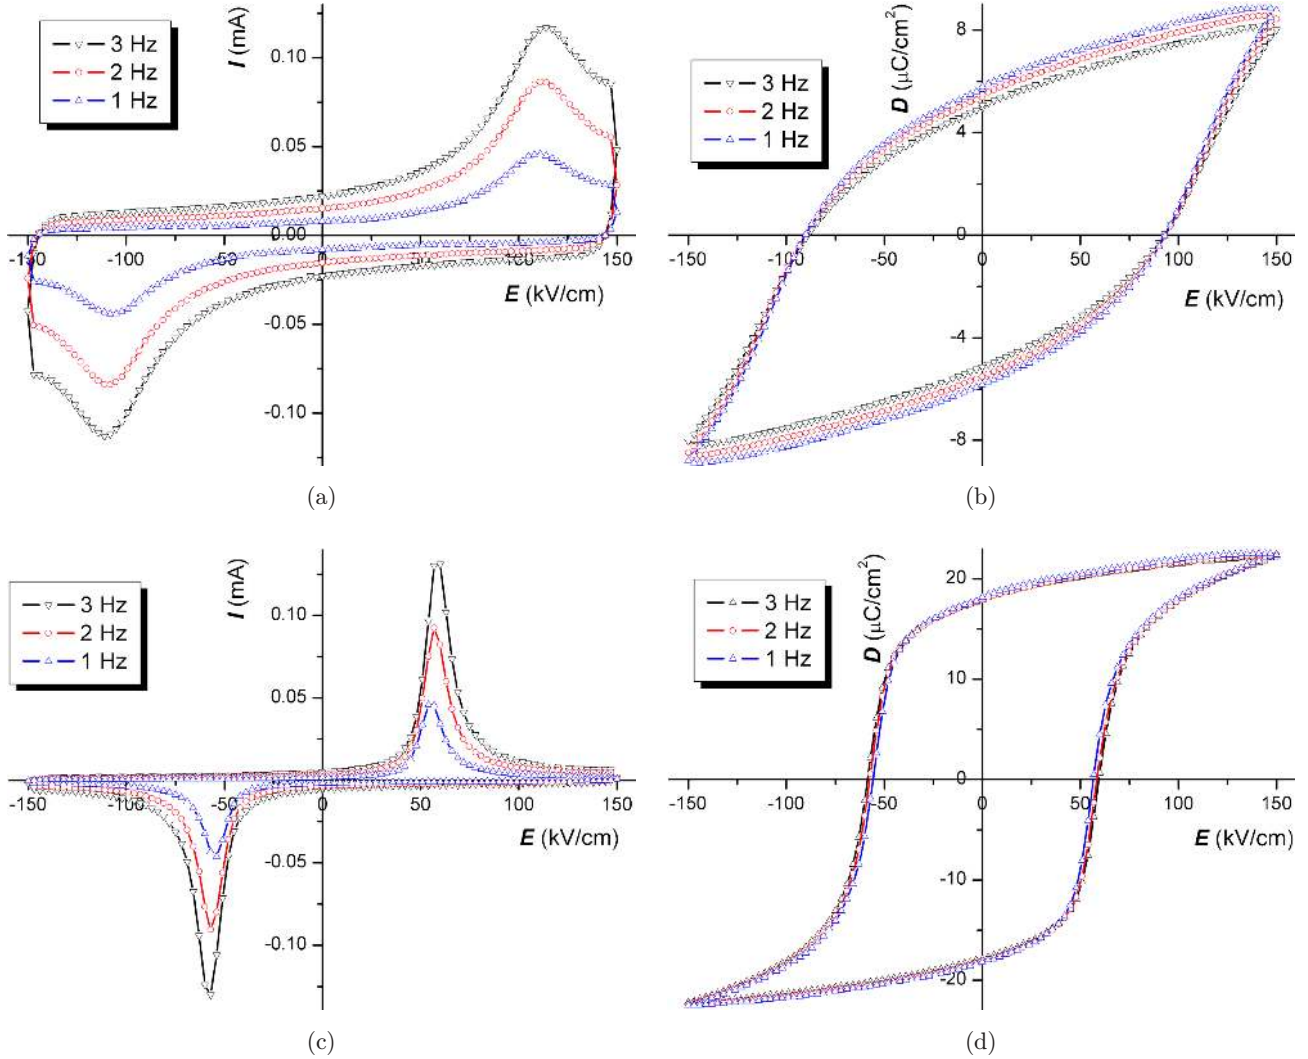 I (mA)
3 Hz
2 Hz
1 Hz
0.10
0.05
0.00
-0.05
-0.10
-150
-100
-50
0
50
100
150
E (kV/cm)
(a)
D (μC/cm²)
3 Hz
2 Hz
1 Hz
8
4
0
-4
-8
-150
-100
-50
0
50
100
150
E (kV/cm)
(b)
I (mA)
3 Hz
2 Hz
1 Hz
0.10
0.05
-0.05
-0.10
-150
-100
-50
0
50
100
150
E (kV/cm)
(c)
D (μC/cm²)
3 Hz
2 Hz
1 Hz
20
10
0
-10
-20
-150
-100
-50
0
50
100
150
E (kV/cm)
(d)